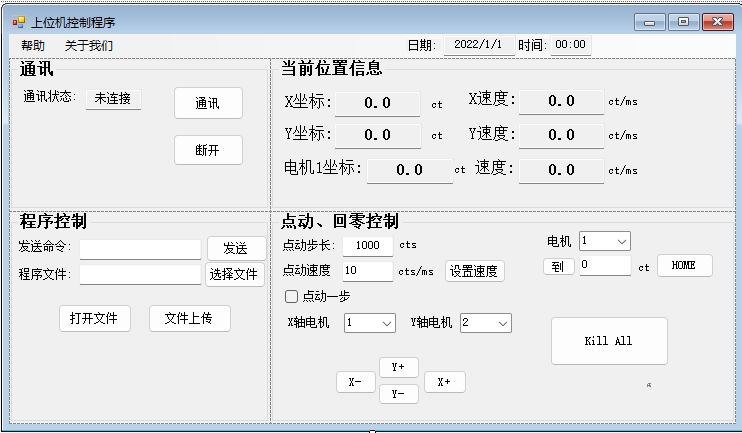 上位机控制程序
帮助 关于我们 日期: 2022/1/1 时间: 00:00
通讯
通讯状态: 未连接 通讯
断开
当前位置信息
X坐标: 0.0 ct X速度: 0.0 ct/ms
Y坐标: 0.0 ct Y速度: 0.0 ct/ms
电机1坐标: 0.0 ct 速度: 0.0 ct/ms
程序控制
发送命令: 发送
程序文件: 选择文件
打开文件 文件上传
点动、回零控制
点动步长: 1000 cts 电机 1
点动速度 10 cts/ms 设置速度 到 0 ct HOME
点动一步
X轴电机 1 Y轴电机 2
Kill All
Y+
X- X+
Y-